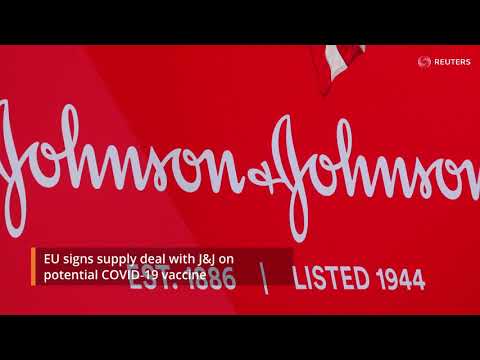 REUTERS
Johnson & Johnson
EU signs supply deal with J&J on
potential COVID-19 vaccine
EST. 1886 | LISTED 1944